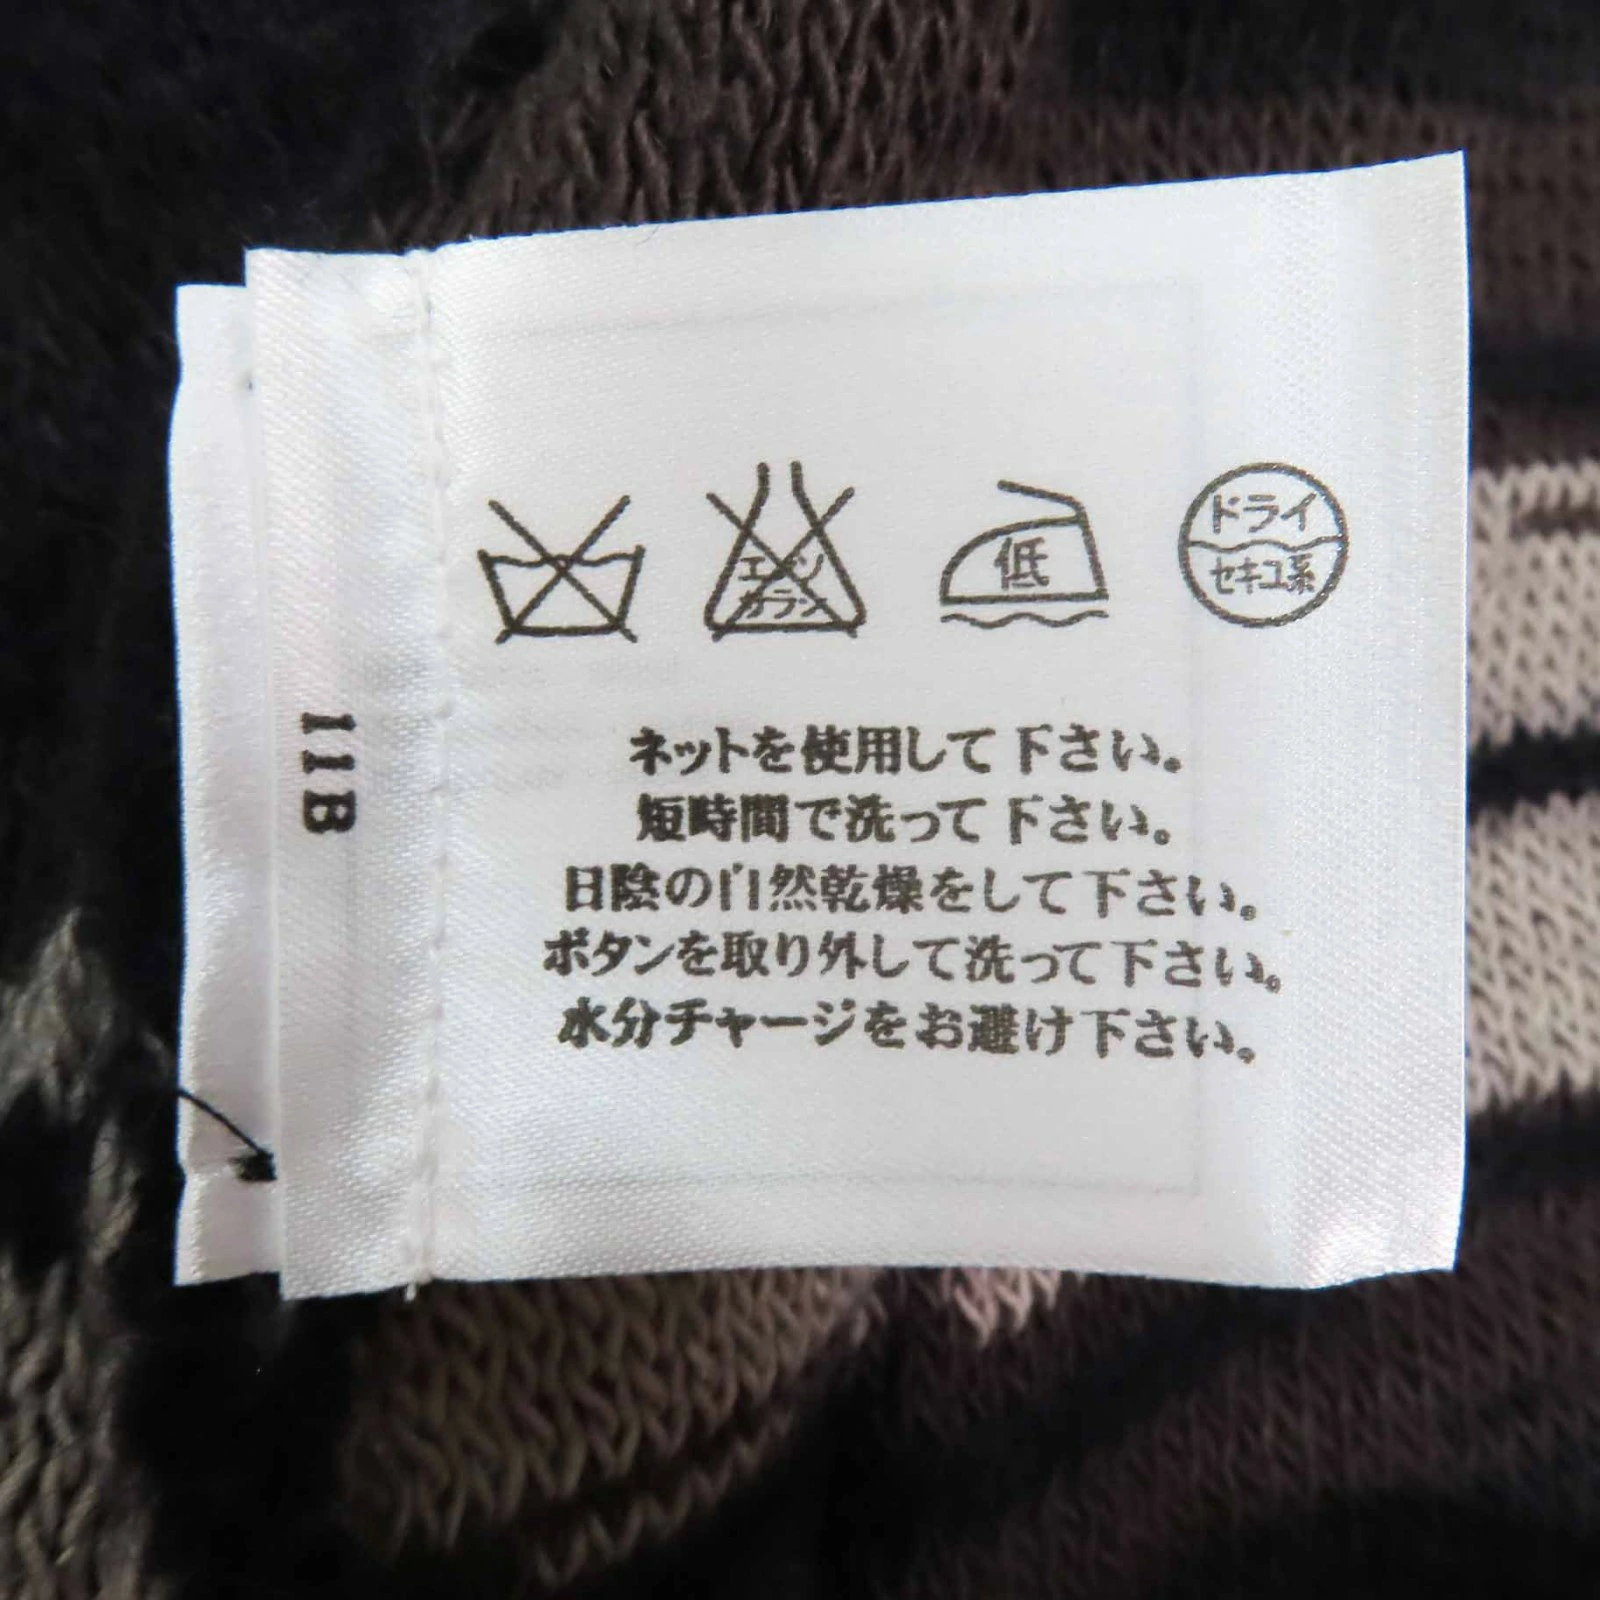 エンソ
サラシ
低
ドライ
セキユ系
11B
ネットを使用して下さい。
短時間で洗って下さい。
日陰の自然乾燥をして下さい。
ボタンを取り外して洗って下さい。
水分チャージをお避け下さい。